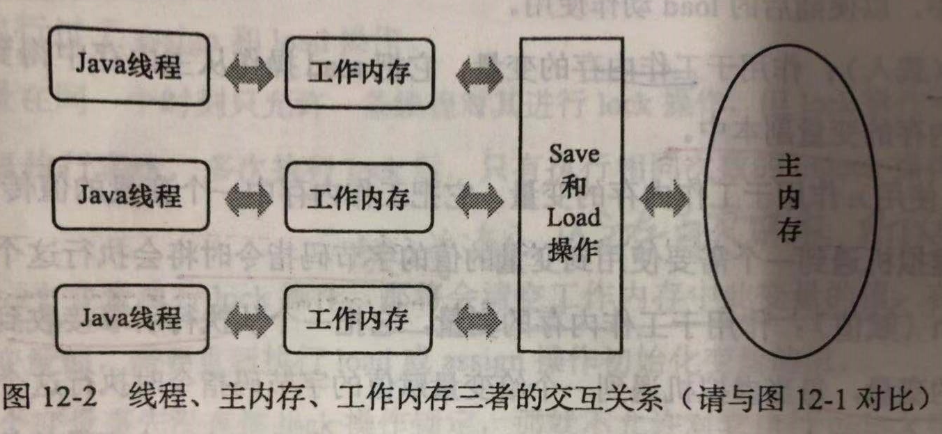 Java线程
工作内存
Java线程
工作内存
Java线程
工作内存
Save
和
Load
操作
主
内
存
图 12-2 线程、主内存、工作内存三者的交互关系（请与图 12-1 对比）